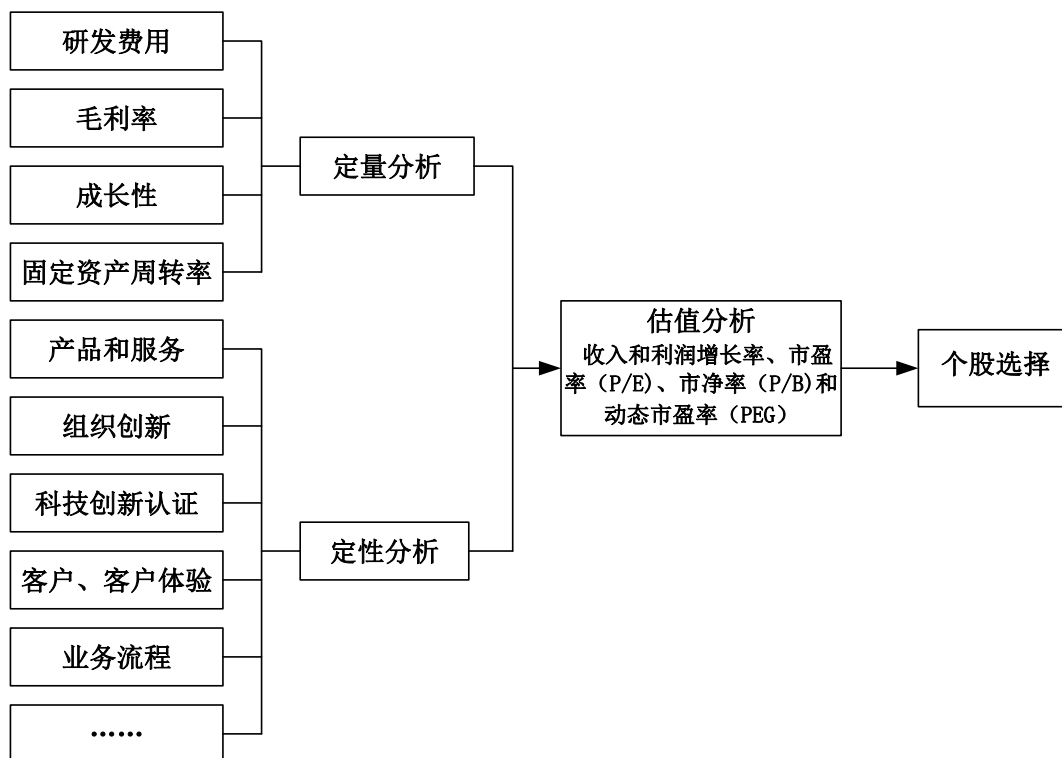 研发费用
毛利率
成长性
固定资产周转率
产品和服务
组织创新
科技创新认证
客户、客户体验
业务流程
……
定量分析
定性分析
估值分析
收入和利润增长率、市盈
率（P/E）、市净率（P/B)和
动态市盈率（PEG）
个股选择